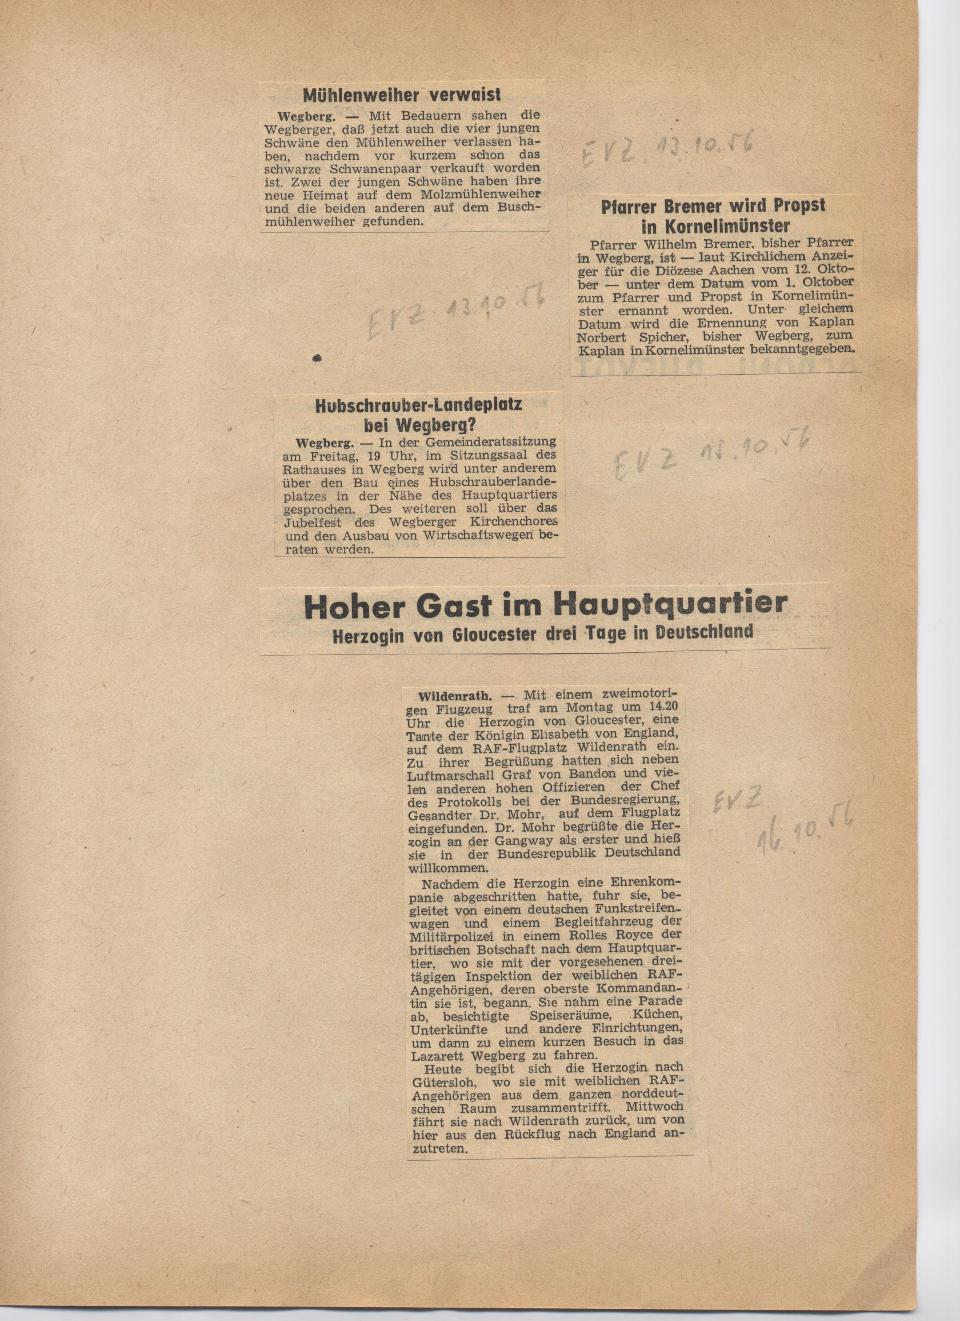 Mühlenweiher verwaist
Wegberg. — Mit Bedauern sahen die
Wegberger, daß jetzt auch die vier jungen
Schwäne den Mühlenweiher verlassen ha-
ben, nachdem vor kurzem schon das
schwarze Schwanenpaar verkauft worden
ist. Zwei der jungen Schwäne haben ihre
neue Heimat auf dem Molzmühlenweiher
und die beiden anderen auf dem Busch-
mühlenweiher gefunden.
EVZ 13.10.56
EVZ 13.10.56
Pfarrer Bremer wird Propst
in Kornelimünster
Pfarrer Wilhelm Bremer, bisher Pfarrer
in Wegberg, ist — laut Kirchlichem Anzei-
ger für die Diözese Aachen vom 12. Okto-
ber — unter dem Datum vom 1. Oktober
zum Pfarrer und Propst in Kornelimün-
ster ernannt worden. Unter gleichem
Datum wird die Ernennung von Kaplan
Norbert Spicher, bisher Wegberg, zum
Kaplan in Kornelimünster bekanntgegeben.
Hubschrauber-Landeplatz
bei Wegberg?
Wegberg. — In der Gemeinderatssitzung
am Freitag, 19 Uhr, im Sitzungssaal des
Rathauses in Wegberg wird unter anderem
über den Bau eines Hubschrauberlande-
platzes in der Nähe des Hauptquartiers
gesprochen. Des weiteren soll über das
Jubelfest des Wegberger Kirchenchores
und den Ausbau von Wirtschaftswegen be-
raten werden.
EVZ 15.10.56
Hoher Gast im Hauptquartier
Herzogin von Gloucester drei Tage in Deutschland
Wildenrath. — Mit einem zweimotori-
gen Flugzeug traf am Montag um 14.20
Uhr die Herzogin von Gloucester, eine
Tante der Königin Elisabeth von England,
auf dem RAF-Flugplatz Wildenrath ein.
Zu ihrer Begrüßung hatten sich neben
Luftmarschall Graf von Bandon und vie-
len anderen hohen Offizieren der Chef
des Protokolls bei der Bundesregierung,
Gesandter Dr. Mohr, auf dem Flugplatz
eingefunden. Dr. Mohr begrüßte die Her-
zogin an der Gangway als erster und hieß
sie in der Bundesrepublik Deutschland
willkommen.
Nachdem die Herzogin eine Ehrenkom-
panie abgeschritten hatte, fuhr sie, be-
gleitet von einem deutschen Funkstreifen-
wagen und einem Begleitfahrzeug der
Militärpolizei in einem Rolles Royce der
britischen Botschaft nach dem Hauptquar-
tier, wo sie mit der vorgesehenen drei-
tägigen Inspektion der weiblichen RAF-
Angehörigen, deren oberste Kommandan-
tin sie ist, begann. Sie nahm eine Parade
ab, besichtigte Speiseräume, Küchen,
Unterkünfte und andere Einrichtungen,
um dann zu einem kurzen Besuch in das
Lazarett Wegberg zu fahren.
Heute begibt sich die Herzogin nach
Gütersloh, wo sie mit weiblichen RAF-
Angehörigen aus dem ganzen norddeut-
schen Raum zusammentrifft. Mittwoch
fährt sie nach Wildenrath zurück, um von
hier aus den Rückflug nach England an-
zutreten.
EVZ
16.10.56